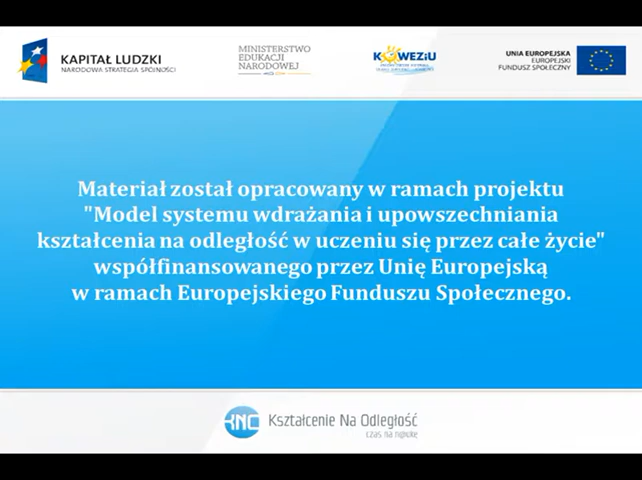 KAPITAŁ LUDZKI
NARODOWA STRATEGIA SPÓJNOŚCI
MINISTERSTWO
EDUKACJI
NARODOWEJ
KOWEZiU
UNIA EUROPEJSKA
EUROPEJSKI
FUNDUSZ SPOŁECZNY
Materiał został opracowany w ramach projektu
"Model systemu wdrażania i upowszechniania
kształcenia na odległość w uczeniu się przez całe życie"
współfinansowanego przez Unię Europejską
w ramach Europejskiego Funduszu Społecznego.
KNO Kształcenie Na Odległość
czas na naukę